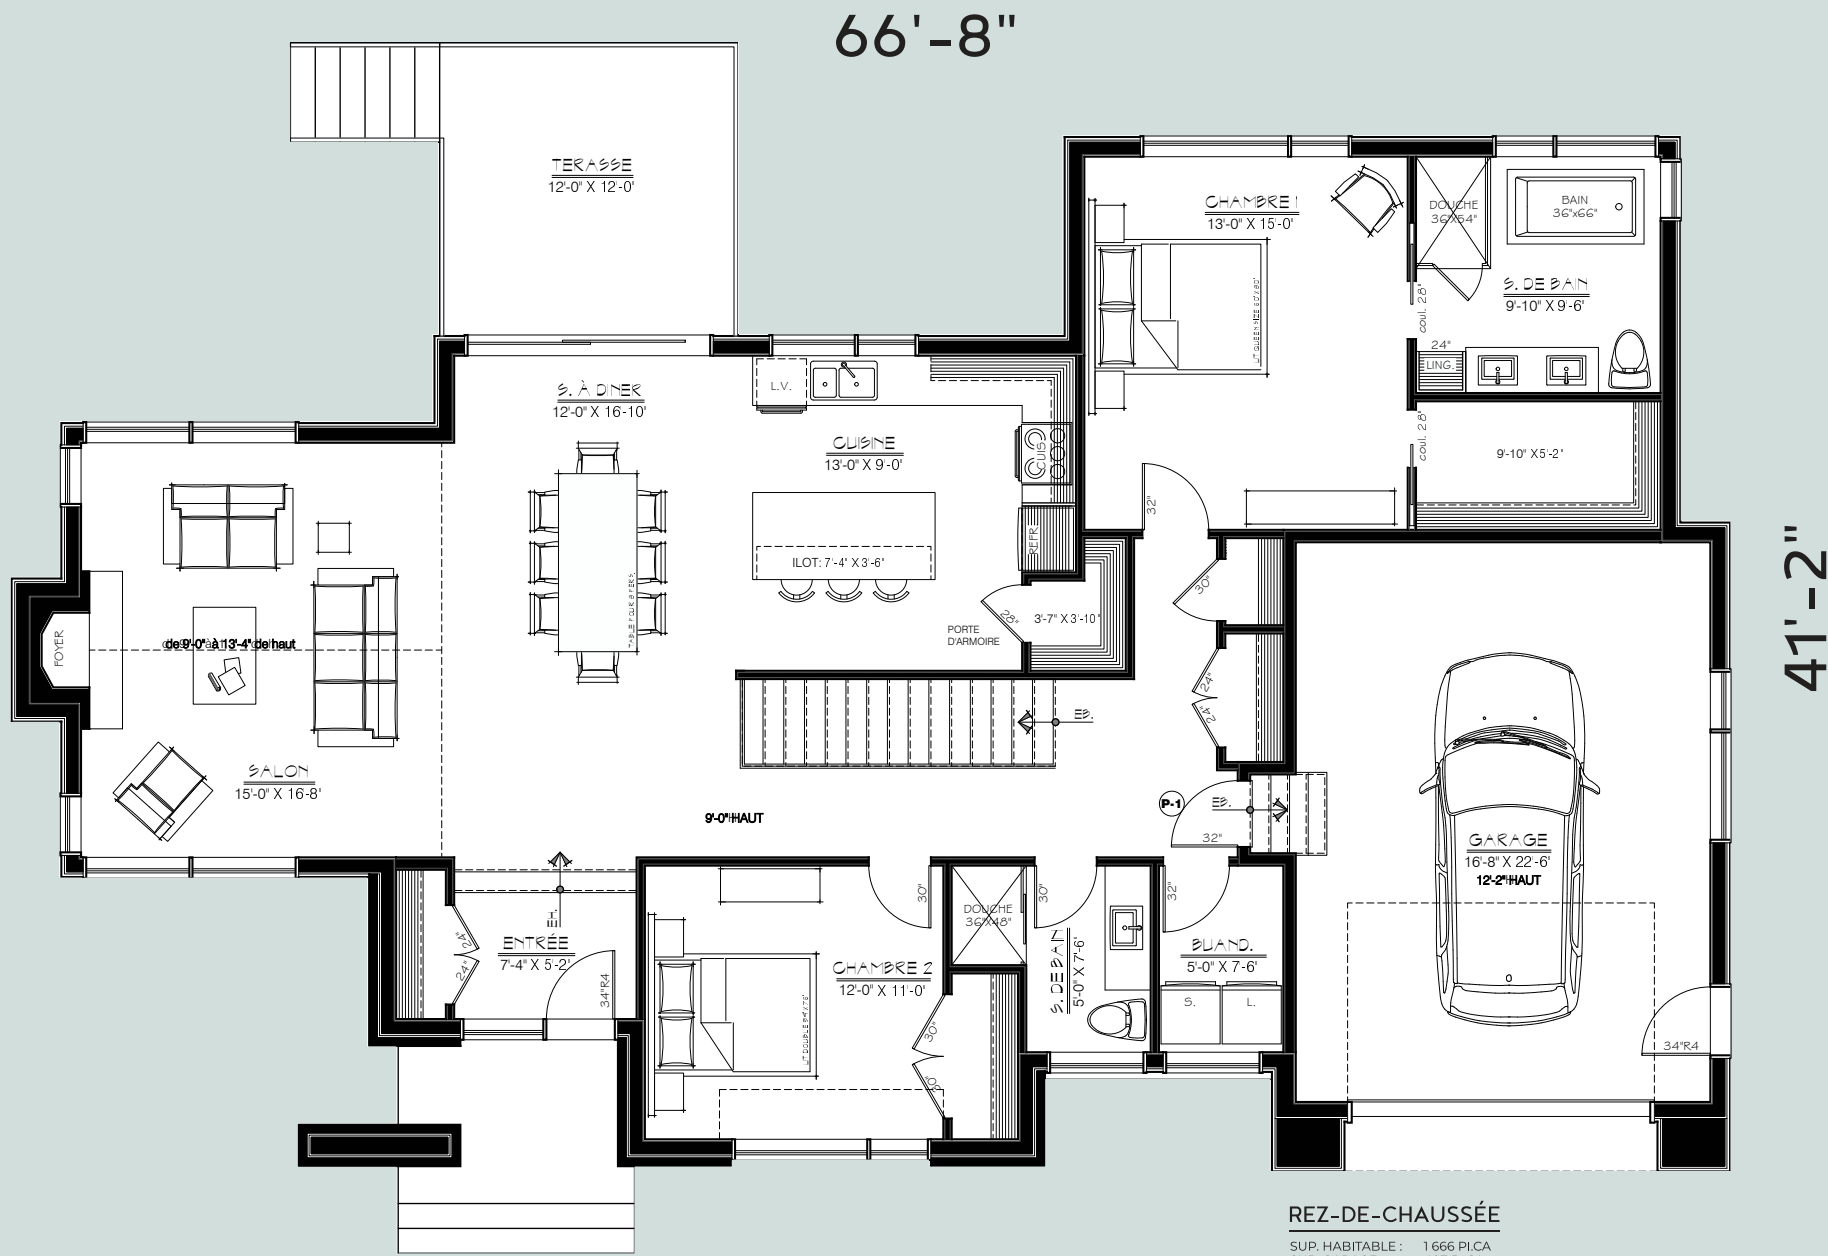 66'-8"
TERASSE
12'-0" X 12'-0'
CHAMBRE 1
13'-0" X 15'-0'
DOUCHE
36"X54"
BAIN
36"x66"
S. DE BAIN
9'-10" X 9'-6"
coul. 28"
24"
LING.
coul. 28"
9'-10" X 5'-2"
32"
S. À DINER
12'-0" X 16'-10'
L.V.
CUISINE
13'-0" X 9'-0'
CUIS.
REFR.
ILOT: 7'-4" X 3'-6"
28"
3'-7" X 3'-10"
PORTE
D'ARMOIRE
30"
41'-2"
FOYER
de 9'-0" à 13'-4" de haut
SALON
15'-0" X 16'-8'
24"
24"
ES.
9'-0" HAUT
P-1
ES.
32"
GARAGE
16'-8" X 22'-6'
12'-2" HAUT
34"R4
EH.
24"
24"
ENTRÉE
7'-4" X 5'-2'
34"R4
CHAMBRE 2
12'-0" X 11'-0'
30"
30"
30"
DOUCHE
36"X48"
30"
S. DE BAIN
5'-0" X 7'-6"
32"
BUAND.
5'-0" X 7'-6"
S.
L.
REZ-DE-CHAUSSÉE
SUP. HABITABLE : 1 666 PI.CA